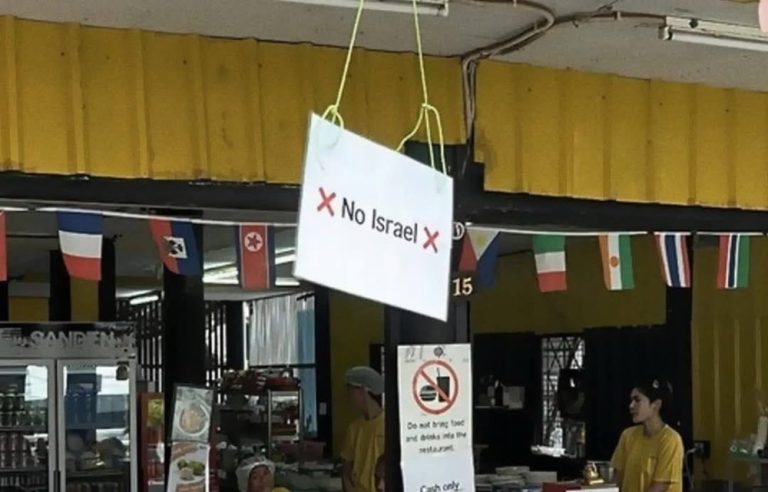 ❌ No Israel ❌
15
SANDEN
Do not bring food
and drinks into the
restaurant.
Cash only